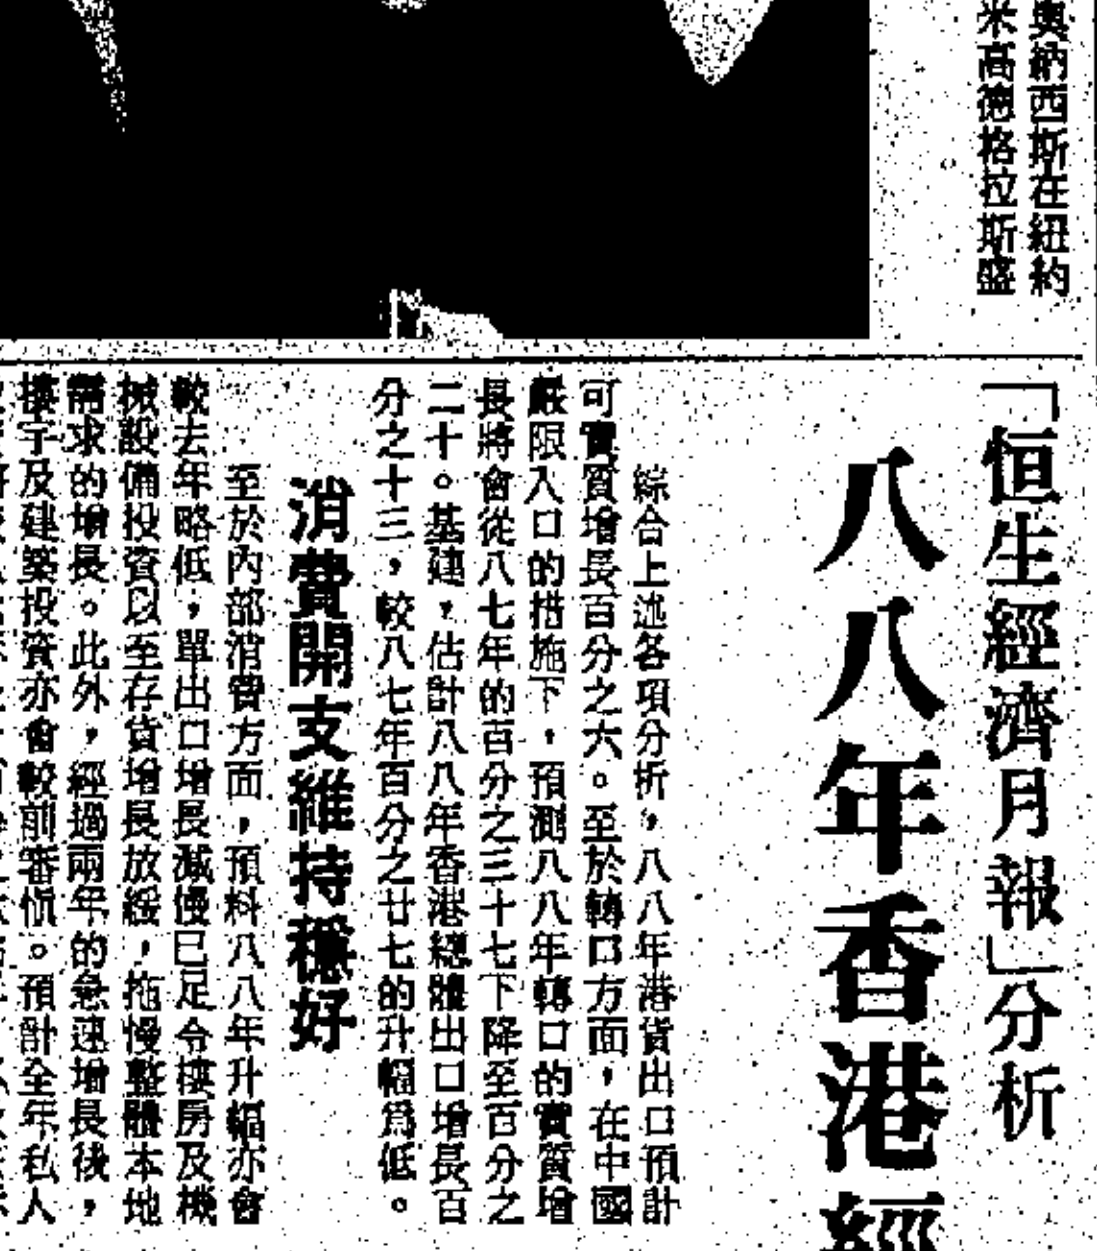 奧納西斯在紐約
米高德格拉斯盛
「恒生經濟月報」分析
八八年香港經
綜合上述各項分析，八八年港貨出口預計
可實質增長百分之六。至於轉口方面，在中國
嚴限入口的措施下，預測八八年轉口的實質增
長將會從八七年的百分之三十七下降至百分之
二十。基建，估計八八年香港總體出口增長百
分之十三，較八七年百分之廿七的升幅爲低。
消費開支維持穩好
至於內部消費方面，預料八八年升幅亦會
較去年略低，單出口增長減慢已足令樓房及機
械設備投資以至存貨增長放緩，拖慢整體本地
需求的增長。此外，經過兩年的急速增長後，
樓宇及建築投資亦會較前審愼。預計全年私人